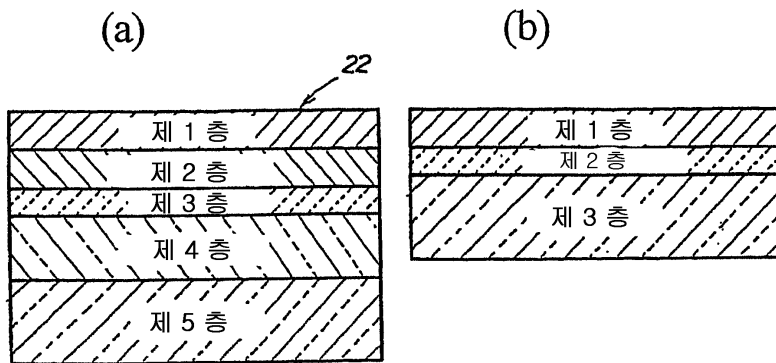 (a)
22
제 1 층
제 2 층
제 3 층
제 4 층
제 5 층
(b)
제 1 층
제 2 층
제 3 층